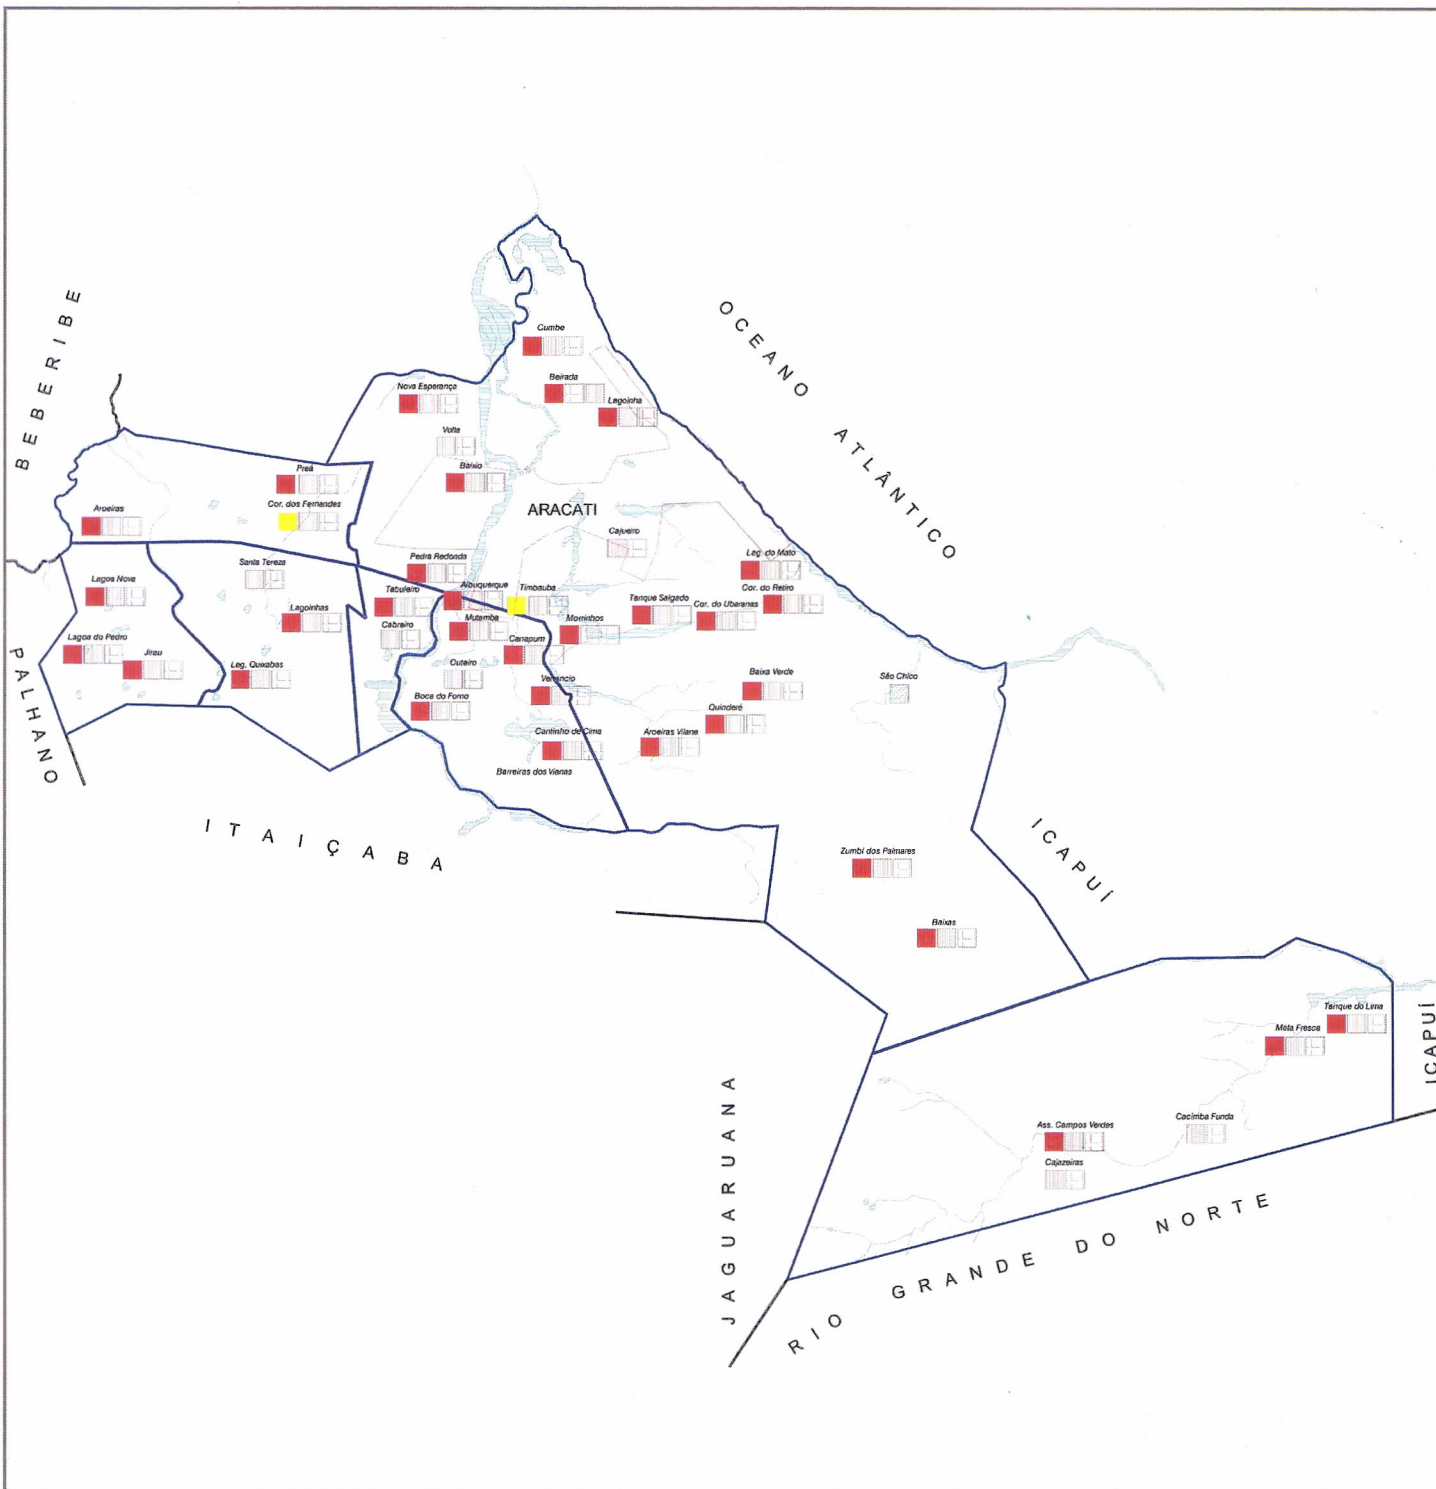 BEBERIBE
OCEANO ATLÂNTICO
Cumbe
Beirada
Nova Esperança
Lagoinha
Volta
Baixio
Preá
Cor. dos Fernandes
Aroeiras
ARACATI
Cajueiro
Pedra Redonda
Leg. do Mato
Santa Tereza
Lagoa Nova
Tabuleiro
Albuquerque
Timbauba
Cor. do Retiro
Tanque Salgado
Cor. do Ubaranas
Lagoinhas
Mutamba
Morrinhos
Cabreiro
Canapum
Lagoa do Pedro
Jirau
Leg. Quixabas
Outeiro
Venancio
Baixa Verde
São Chico
Boca do Forno
Quinderé
Cantinho de Cima
Aroeiras Vilane
Barreiras dos Vianas
PALHANO
ITAIÇABA
ICAPUÍ
Zumbi dos Palmares
Baixas
Tanque do Lima
Mata Fresca
ICAPUÍ
JAGUARUANA
Ass. Campos Verdes
Cacimba Funda
Cajazeiras
RIO GRANDE DO NORTE